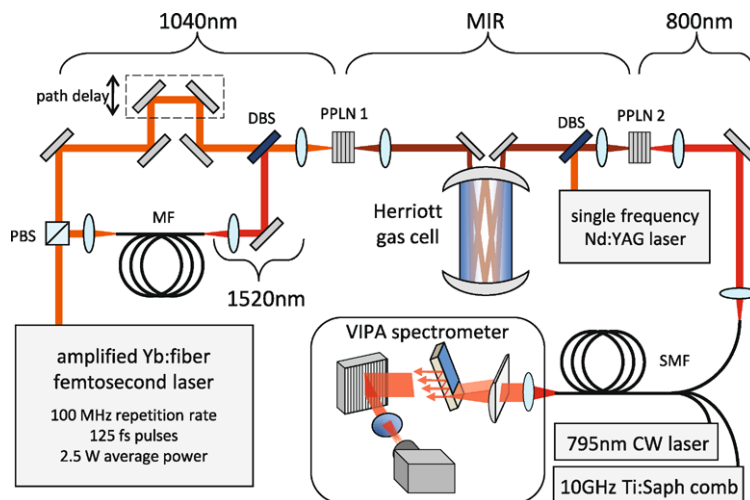 1040nm
MIR
800nm
path delay
DBS
PPLN 1
DBS
PPLN 2
PBS
MF
Herriott
gas cell
single frequency
Nd:YAG laser
1520nm
amplified Yb:fiber
femtosecond laser
100 MHz repetition rate
125 fs pulses
2.5 W average power
VIPA spectrometer
SMF
795nm CW laser
10GHz Ti:Saph comb